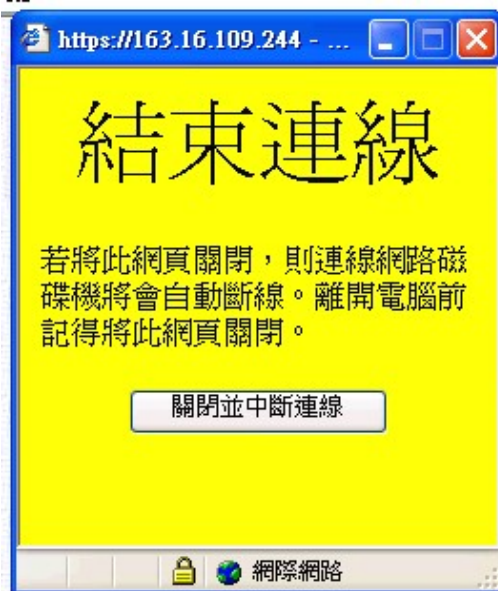 https://163.16.109.244 - ...
結束連線
若將此網頁關閉，則連線網路磁
碟機將會自動斷線。離開電腦前
記得將此網頁關閉。
關閉並中斷連線
網際網路